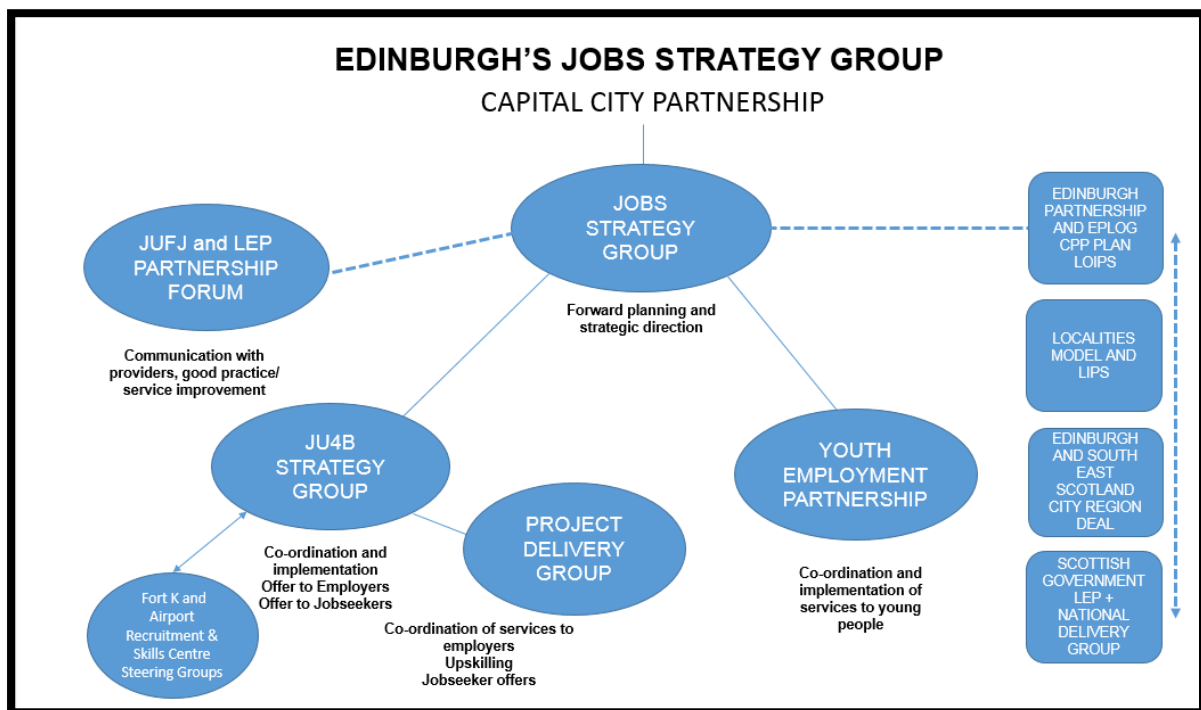 EDINBURGH'S JOBS STRATEGY GROUP
CAPITAL CITY PARTNERSHIP
JOBS
STRATEGY
GROUP
Forward planning and
strategic direction
JUFJ and LEP
PARTNERSHIP
FORUM
Communication with
providers, good practice/
service improvement
JU4B
STRATEGY
GROUP
Co-ordination and
implementation
Offer to Employers
Offer to Jobseekers
Fort K and
Airport
Recruitment &
Skills Centre
Steering Groups
PROJECT
DELIVERY
GROUP
Co-ordination of services to
employers
Upskilling
Jobseeker offers
YOUTH
EMPLOYMENT
PARTNERSHIP
Co-ordination and
implementation of
services to young
people
EDINBURGH
PARTNERSHIP
AND EPLOG
CPP PLAN
LOIPS
LOCALITIES
MODEL AND
LIPS
EDINBURGH
AND SOUTH
EAST
SCOTLAND
CITY REGION
DEAL
SCOTTISH
GOVERNMENT
LEP +
NATIONAL
DELIVERY
GROUP